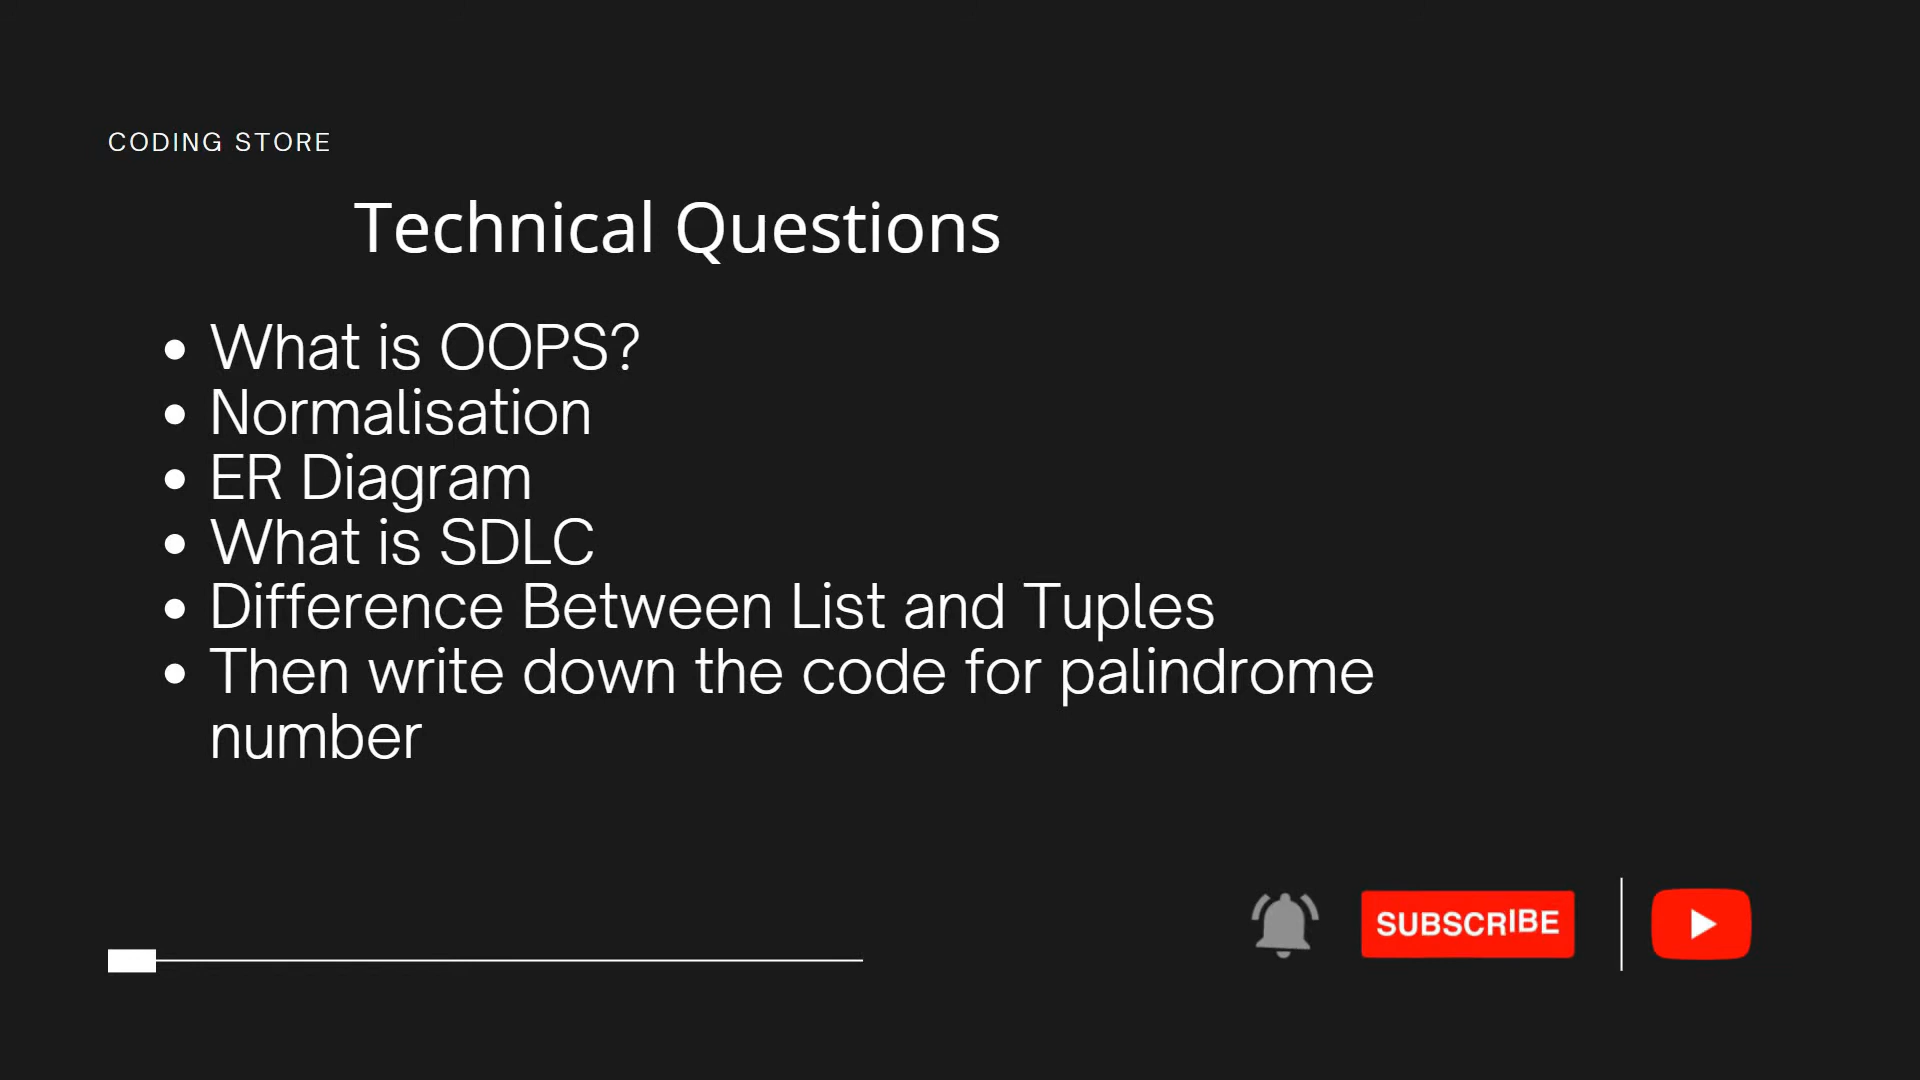 CODING STORE
Technical Questions
• What is OOPS?
• Normalisation
• ER Diagram
• What is SDLC
• Difference Between List and Tuples
• Then write down the code for palindrome
number
SUBSCRIBE